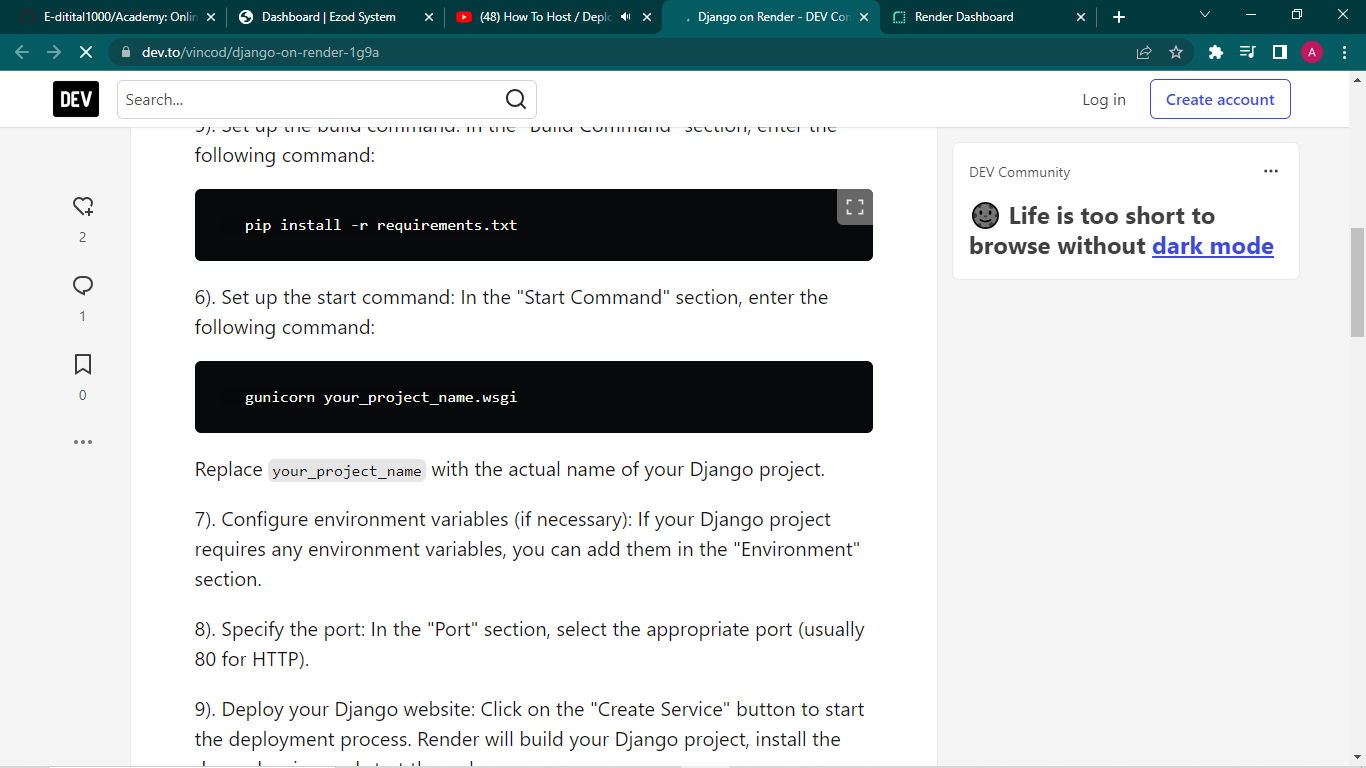 E-ditital1000/Academy: Onlin
Dashboard | Ezod System
(48) How To Host / Deplo
Django on Render - DEV Con
Render Dashboard
dev.to/vincod/django-on-render-1g9a
A
DEV
Search...
Log in
Create account
5). Set up the build command: In the "Build Command" section, enter the
following command:
pip install -r requirements.txt
6). Set up the start command: In the "Start Command" section, enter the
following command:
gunicorn your_project_name.wsgi
Replace your_project_name with the actual name of your Django project.
7). Configure environment variables (if necessary): If your Django project
requires any environment variables, you can add them in the "Environment"
section.
8). Specify the port: In the "Port" section, select the appropriate port (usually
80 for HTTP).
9). Deploy your Django website: Click on the "Create Service" button to start
the deployment process. Render will build your Django project, install the
2
1
0
DEV Community
Life is too short to
browse without dark mode